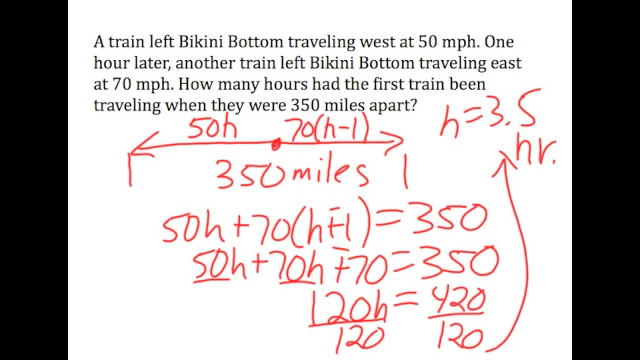 A train left Bikini Bottom traveling west at 50 mph. One
hour later, another train left Bikini Bottom traveling east
at 70 mph. How many hours had the first train been
traveling when they were 350 miles apart?
50h 70(h-1)
h=3.5
hr.
350 miles
50h+70(h-1)=350
50h+70h-70=350
120h=420
120 120